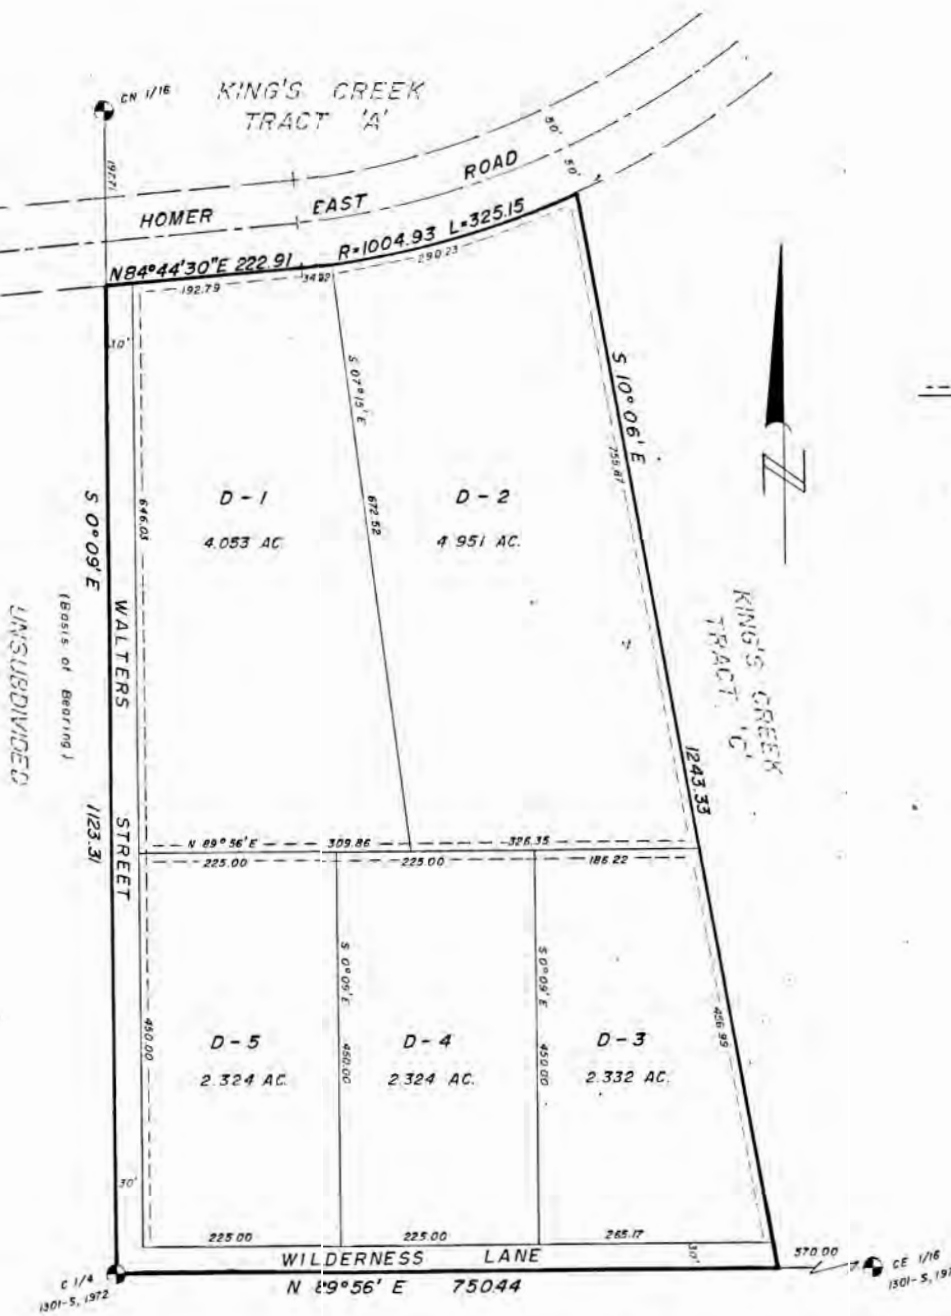 CN 1/16
KING'S CREEK
TRACT 'A'
197.71
50'
50'
HOMER EAST ROAD
N84°44'30"E 222.91
R=1004.93 L=325.15
192.79
34.92
290.23
30'
S 07°15'E
672.52
S 10°06'E
755.87
1243.33
D-1
4.053 AC.
D-2
4.951 AC.
646.03
S 0°09'E
(Basis of Bearing)
1123.31
WALTERS STREET
UNSUBDIVIDED
KING'S CREEK
TRACT 'C'
N 89°56'E 309.86 326.35
225.00 225.00 186.22
450.00
S 0°09'E
450.00
S 0°09'E
450.00
456.99
D-5
2.324 AC.
D-4
2.324 AC.
D-3
2.332 AC.
30'
225.00 225.00 265.17
30'
WILDERNESS LANE
N 89°56' E 750.44
570.00
C 1/4
1301-S, 1972
CE 1/16